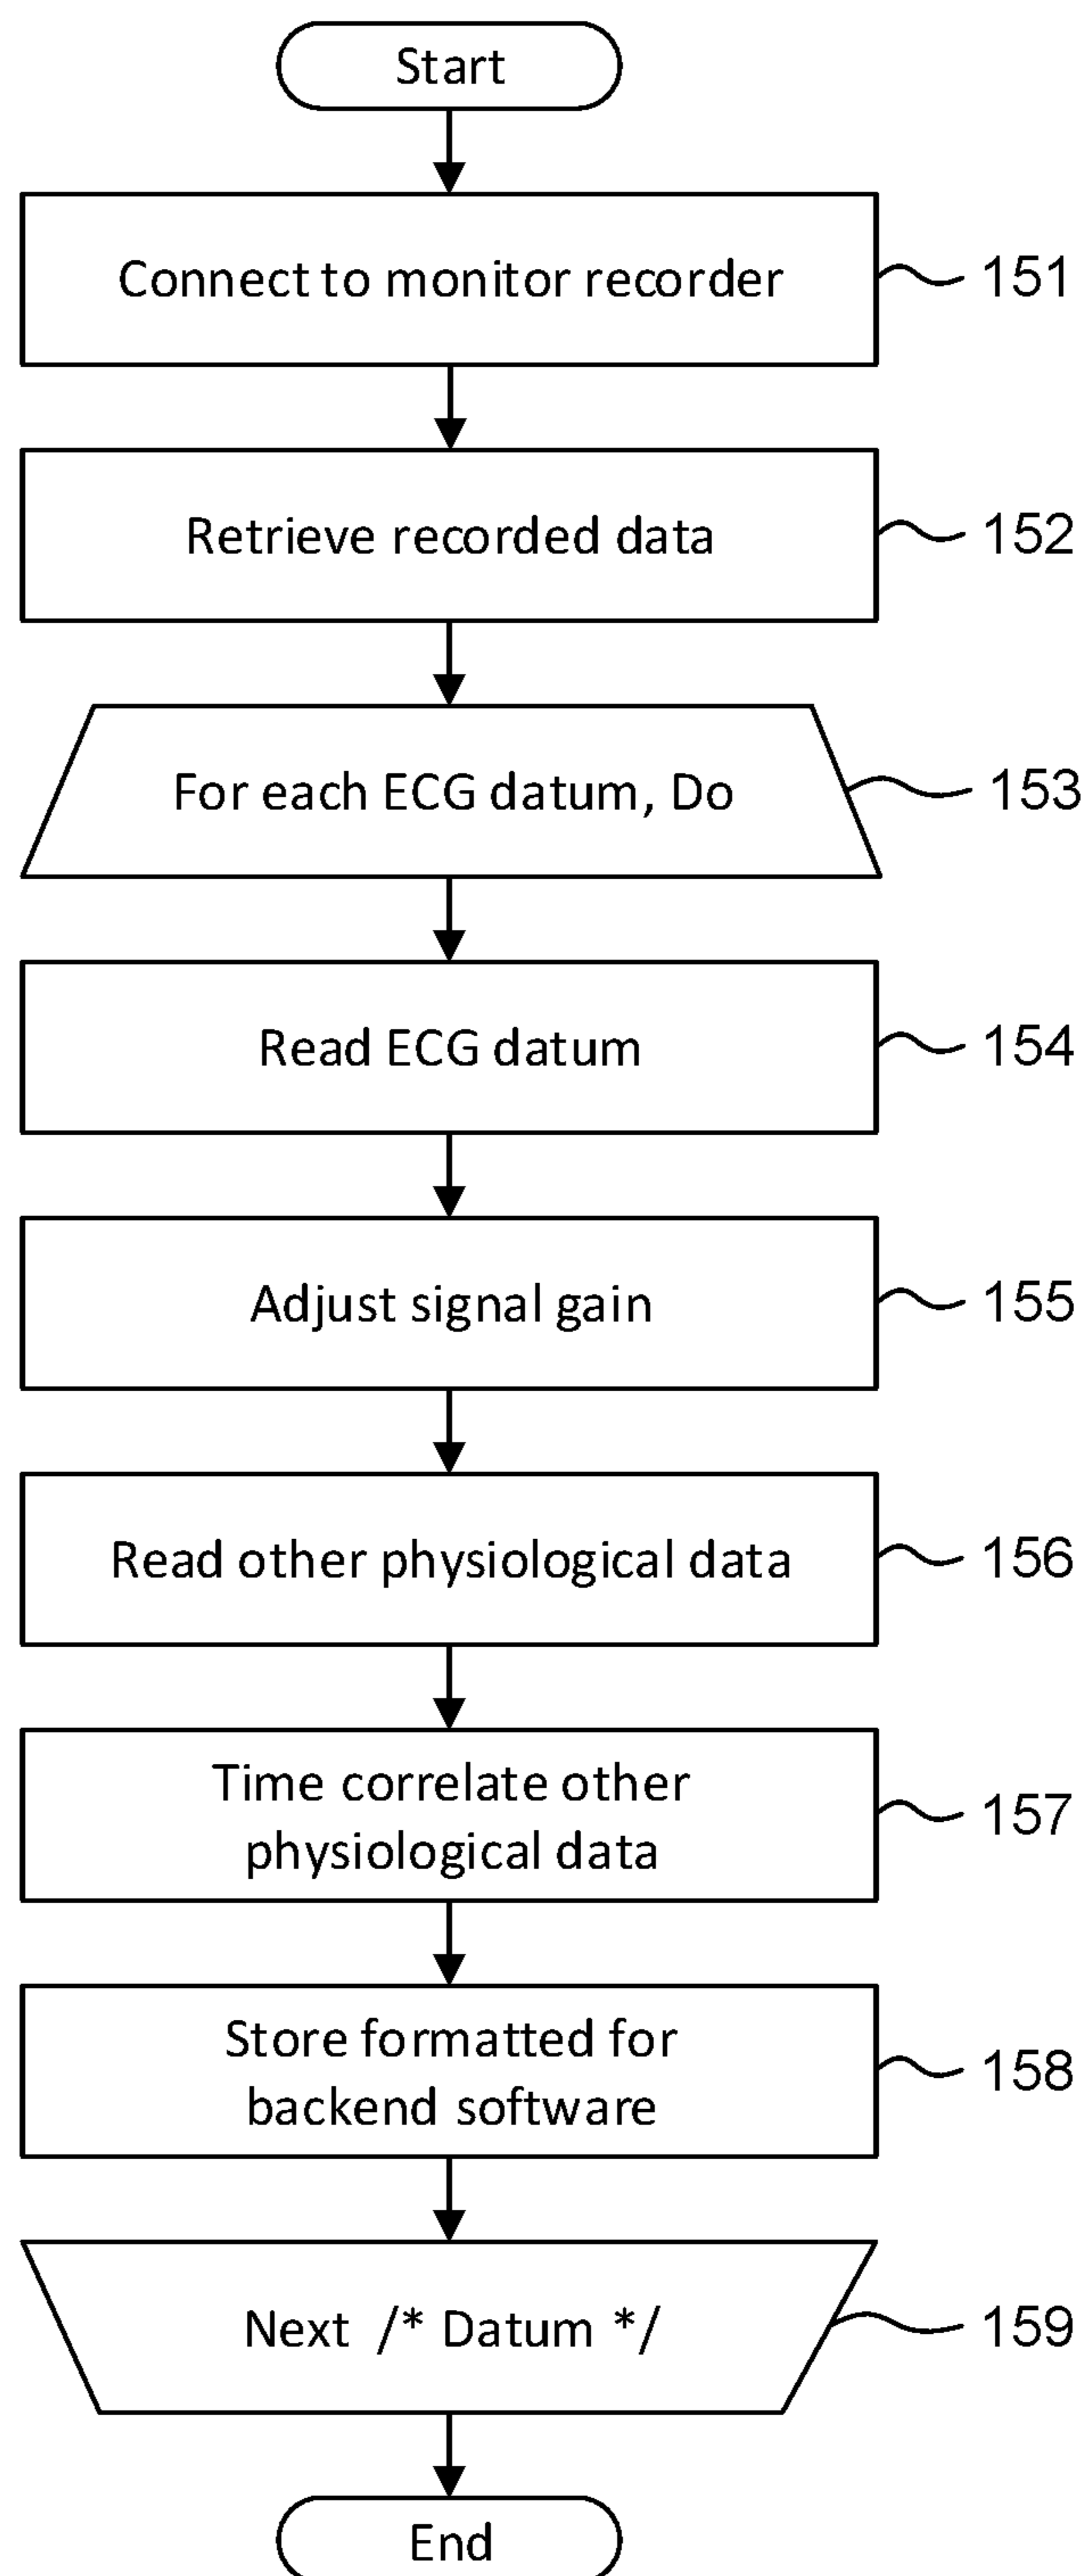 Start
Connect to monitor recorder
151
Retrieve recorded data
152
For each ECG datum, Do
153
Read ECG datum
154
Adjust signal gain
155
Read other physiological data
156
Time correlate other
physiological data
157
Store formatted for
backend software
158
Next /* Datum */
159
End